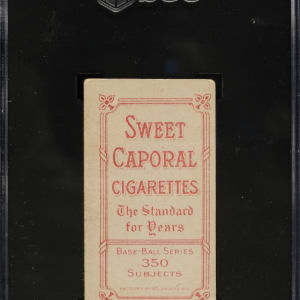 SWEET
CAPORAL
CIGARETTES
The Standard
for Years
BASE BALL SERIES
350
SUBJECTS